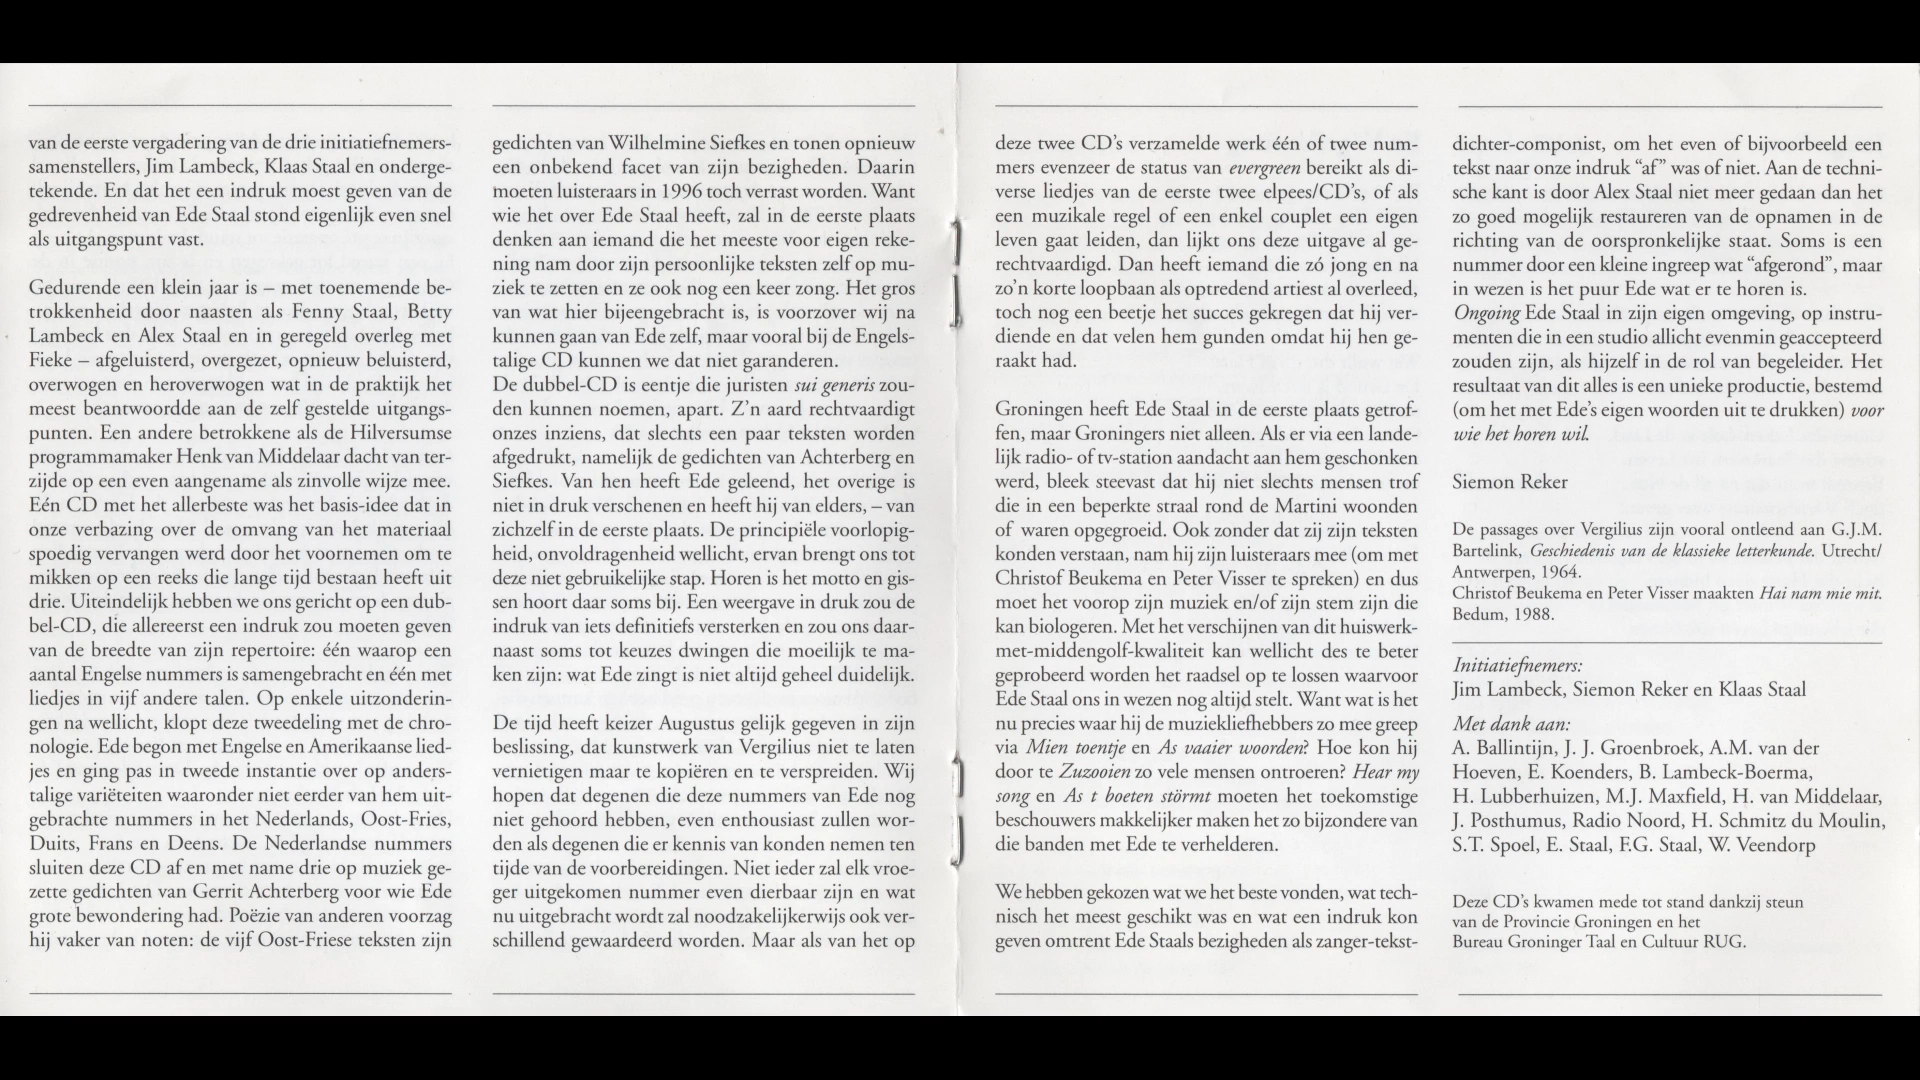 van de eerste vergadering van de drie initiatiefnemers-
samenstellers, Jim Lambeck, Klaas Staal en onderge-
tekende. En dat het een indruk moest geven van de
gedrevenheid van Ede Staal stond eigenlijk even snel
als uitgangspunt vast.
Gedurende een klein jaar is – met toenemende be-
trokkenheid door naasten als Fenny Staal, Betty
Lambeck en Alex Staal en in geregeld overleg met
Fieke – afgeluisterd, overgezet, opnieuw beluisterd,
overwogen en heroverwogen wat in de praktijk het
meest beantwoordde aan de zelf gestelde uitgangs-
punten. Een andere betrokkene als de Hilversumse
programmamaker Henk van Middelaar dacht van ter-
zijde op een even aangename als zinvolle wijze mee.
Eén CD met het allerbeste was het basis-idee dat in
onze verbazing over de omvang van het materiaal
spoedig vervangen werd door het voornemen om te
mikken op een reeks die lange tijd bestaan heeft uit
drie. Uiteindelijk hebben we ons gericht op een dub-
bel-CD, die allereerst een indruk zou moeten geven
van de breedte van zijn repertoire: één waarop een
aantal Engelse nummers is samengebracht en één met
liedjes in vijf andere talen. Op enkele uitzonderin-
gen na wellicht, klopt deze tweedeling met de chro-
nologie. Ede begon met Engelse en Amerikaanse lied-
jes en ging pas in tweede instantie over op anders-
talige variëteiten waaronder niet eerder van hem uit-
gebrachte nummers in het Nederlands, Oost-Fries,
Duits, Frans en Deens. De Nederlandse nummers
sluiten deze CD af en met name drie op muziek ge-
zette gedichten van Gerrit Achterberg voor wie Ede
grote bewondering had. Poëzie van anderen voorzag
hij vaker van noten: de vijf Oost-Friese teksten zijn
gedichten van Wilhelmine Siefkes en tonen opnieuw
een onbekend facet van zijn bezigheden. Daarin
moeten luisteraars in 1996 toch verrast worden. Want
wie het over Ede Staal heeft, zal in de eerste plaats
denken aan iemand die het meeste voor eigen reke-
ning nam door zijn persoonlijke teksten zelf op mu-
ziek te zetten en ze ook nog een keer zong. Het gros
van wat hier bijeengebracht is, is voorzover wij na
kunnen gaan van Ede zelf, maar vooral bij de Engels-
talige CD kunnen we dat niet garanderen.
De dubbel-CD is eentje die juristen sui generis zou-
den kunnen noemen, apart. Z'n aard rechtvaardigt
onzes inziens, dat slechts een paar teksten worden
afgedrukt, namelijk de gedichten van Achterberg en
Siefkes. Van hen heeft Ede geleend, het overige is
niet in druk verschenen en heeft hij van elders, – van
zichzelf in de eerste plaats. De principiële voorlopig-
heid, onvoldragenheid wellicht, ervan brengt ons tot
deze niet gebruikelijke stap. Horen is het motto en gis-
sen hoort daar soms bij. Een weergave in druk zou de
indruk van iets definitiefs versterken en zou ons daar-
naast soms tot keuzes dwingen die moeilijk te ma-
ken zijn: wat Ede zingt is niet altijd geheel duidelijk.
De tijd heeft keizer Augustus gelijk gegeven in zijn
beslissing, dat kunstwerk van Vergilius niet te laten
vernietigen maar te kopiëren en te verspreiden. Wij
hopen dat degenen die deze nummers van Ede nog
niet gehoord hebben, even enthousiast zullen wor-
den als degenen die er kennis van konden nemen ten
tijde van de voorbereidingen. Niet ieder zal elk vroe-
ger uitgekomen nummer even dierbaar zijn en wat
nu uitgebracht wordt zal noodzakelijkerwijs ook ver-
schillend gewaardeerd worden. Maar als van het op
deze twee CD's verzamelde werk één of twee num-
mers evenzeer de status van evergreen bereikt als di-
verse liedjes van de eerste twee elpees/CD's, of als
een muzikale regel of een enkel couplet een eigen
leven gaat leiden, dan lijkt ons deze uitgave al ge-
rechtvaardigd. Dan heeft iemand die zó jong en na
zo'n korte loopbaan als optredend artiest al overleed,
toch nog een beetje het succes gekregen dat hij ver-
diende en dat velen hem gunden omdat hij hen ge-
raakt had.
Groningen heeft Ede Staal in de eerste plaats getrof-
fen, maar Groningers niet alleen. Als er via een lande-
lijk radio- of tv-station aandacht aan hem geschonken
werd, bleek steevast dat hij niet slechts mensen trof
die in een beperkte straal rond de Martini woonden
of waren opgegroeid. Ook zonder dat zij zijn teksten
konden verstaan, nam hij zijn luisteraars mee (om met
Christof Beukema en Peter Visser te spreken) en dus
moet het voorop zijn muziek en/of zijn stem zijn die
kan biologeren. Met het verschijnen van dit huiswerk-
met-middengolf-kwaliteit kan wellicht des te beter
geprobeerd worden het raadsel op te lossen waarvoor
Ede Staal ons in wezen nog altijd stelt. Want wat is het
nu precies waar hij de muziekliefhebbers zo mee greep
via Mien toentje en As vaaier woorden? Hoe kon hij
door te Zuzooien zo vele mensen ontroeren? Hear my
song en As t boeten störmt moeten het toekomstige
beschouwers makkelijker maken het zo bijzondere van
die banden met Ede te verhelderen.
We hebben gekozen wat we het beste vonden, wat tech-
nisch het meest geschikt was en wat een indruk kon
geven omtrent Ede Staals bezigheden als zanger-tekst-
dichter-componist, om het even of bijvoorbeeld een
tekst naar onze indruk “af” was of niet. Aan de techni-
sche kant is door Alex Staal niet meer gedaan dan het
zo goed mogelijk restaureren van de opnamen in de
richting van de oorspronkelijke staat. Soms is een
nummer door een kleine ingreep wat “afgerond”, maar
in wezen is het puur Ede wat er te horen is.
Ongoing Ede Staal in zijn eigen omgeving, op instru-
menten die in een studio allicht evenmin geaccepteerd
zouden zijn, als hijzelf in de rol van begeleider. Het
resultaat van dit alles is een unieke productie, bestemd
(om het met Ede's eigen woorden uit te drukken) voor
wie het horen wil.
Siemon Reker
De passages over Vergilius zijn vooral ontleend aan G.J.M.
Bartelink, Geschiedenis van de klassieke letterkunde. Utrecht/
Antwerpen, 1964.
Christof Beukema en Peter Visser maakten Hai nam mie mit.
Bedum, 1988.
Initiatiefnemers:
Jim Lambeck, Siemon Reker en Klaas Staal
Met dank aan:
A. Ballintijn, J. J. Groenbroek, A.M. van der
Hoeven, E. Koenders, B. Lambeck-Boerma,
H. Lubberhuizen, M.J. Maxfield, H. van Middelaar,
J. Posthumus, Radio Noord, H. Schmitz du Moulin,
S.T. Spoel, E. Staal, F.G. Staal, W. Veendorp
Deze CD's kwamen mede tot stand dankzij steun
van de Provincie Groningen en het
Bureau Groninger Taal en Cultuur RUG.